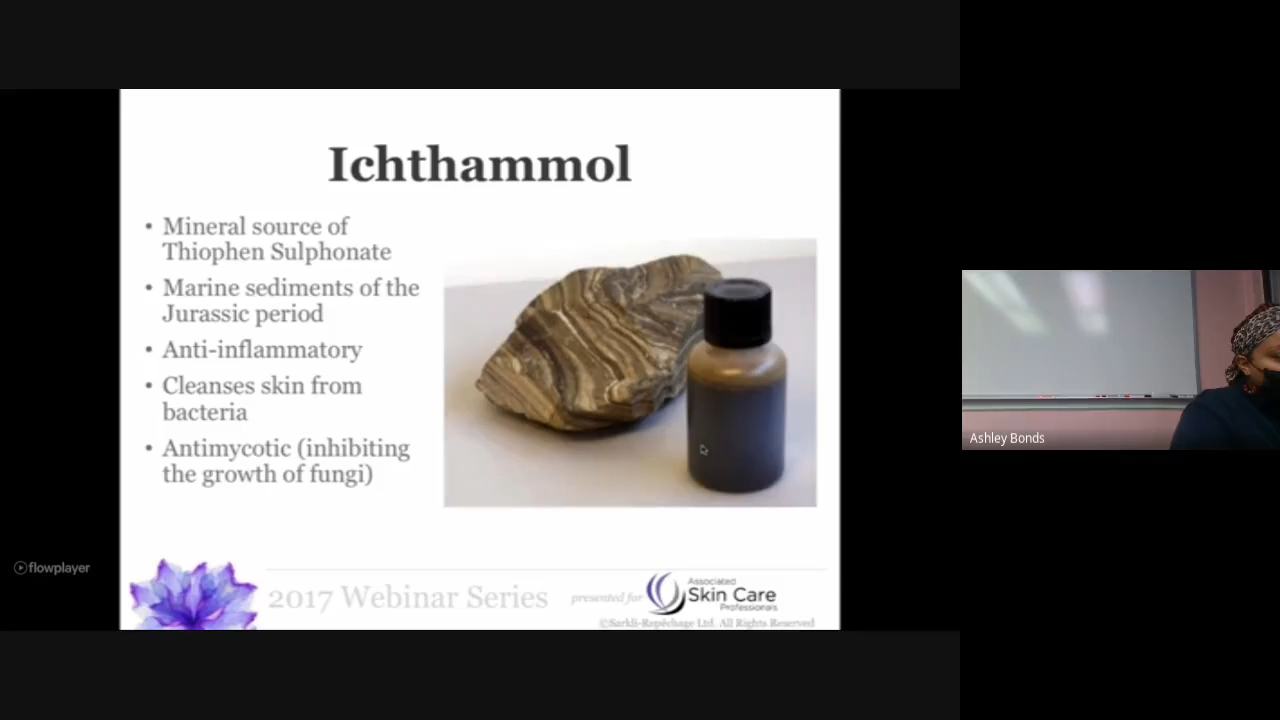 Ichthammol
• Mineral source of
Thiophen Sulphonate
• Marine sediments of the
Jurassic period
• Anti-inflammatory
• Cleanses skin from
bacteria
• Antimycotic (inhibiting
the growth of fungi)
flowplayer
2017 Webinar Series
presented for
Associated
Skin Care
Professionals
©Sarkli-Repêchage Ltd. All Rights Reserved
Ashley Bonds